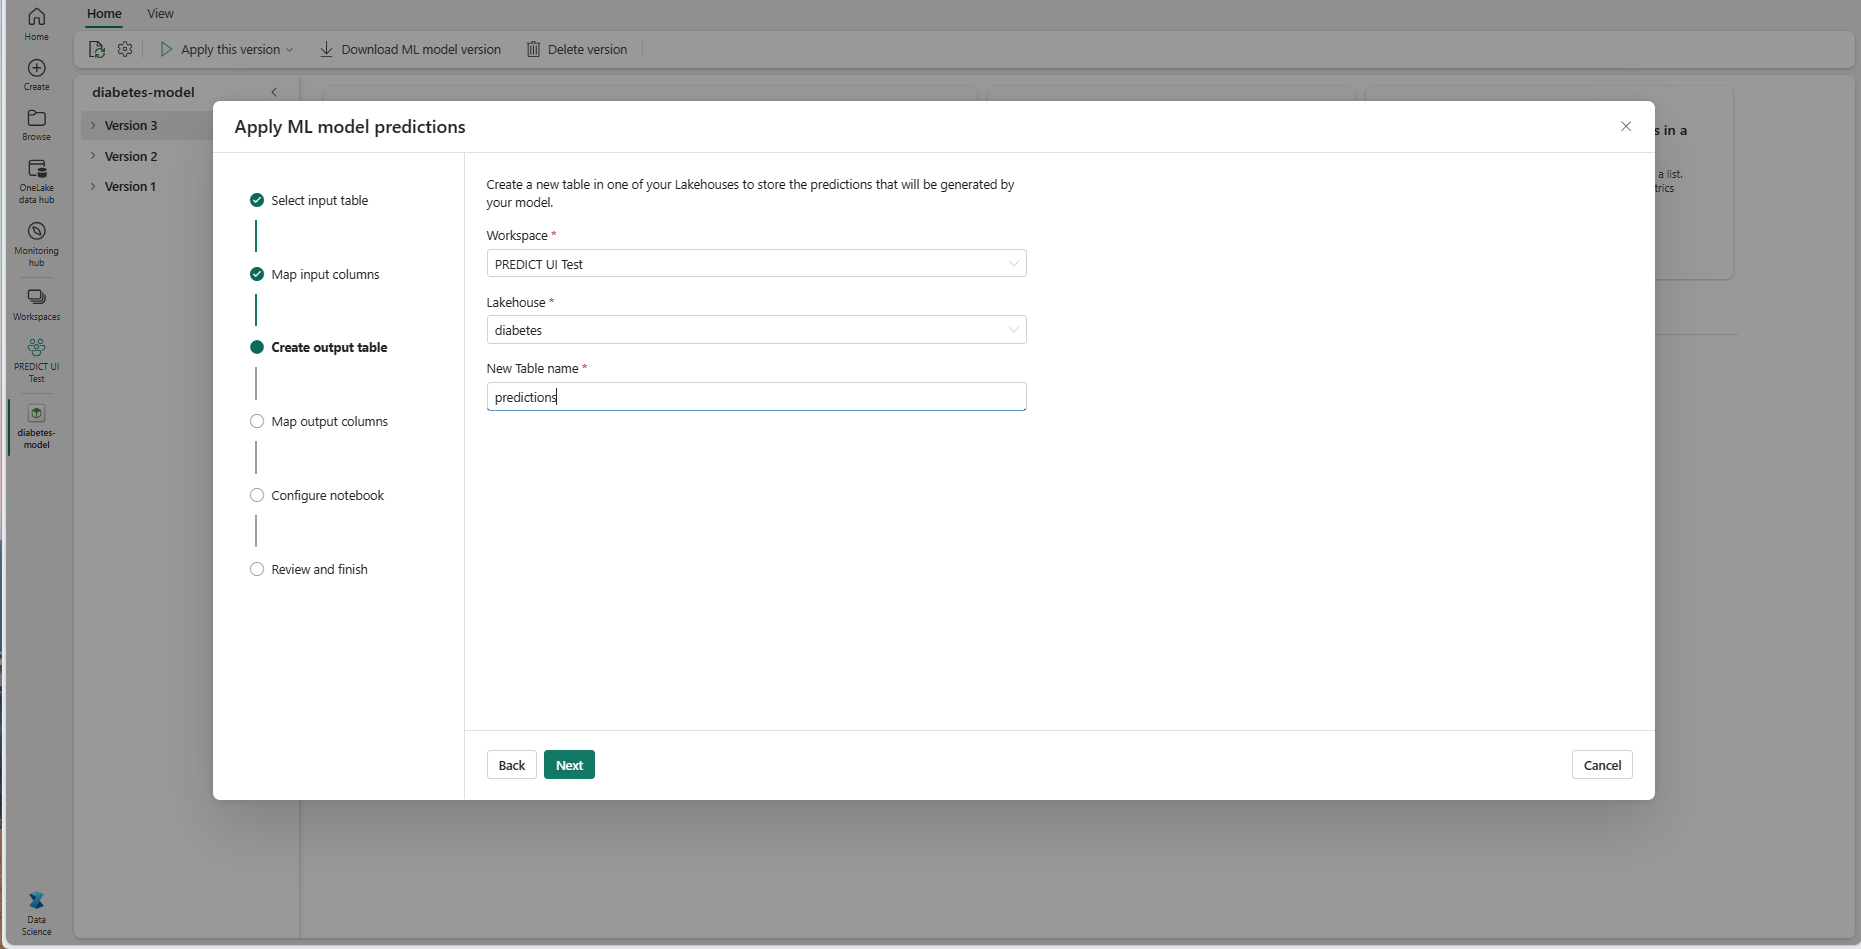 Home
View
Home
Apply this version
Download ML model version
Delete version
Create
diabetes-model
Version 3
Version 2
Version 1
Browse
OneLake
data hub
Monitoring
hub
Workspaces
PREDICT UI
Test
diabetes-
model
Data
Science
s in a
a list.
trics
Apply ML model predictions
Select input table
Map input columns
Create output table
Map output columns
Configure notebook
Review and finish
Create a new table in one of your Lakehouses to store the predictions that will be generated by
your model.
Workspace *
PREDICT UI Test
Lakehouse *
diabetes
New Table name *
predictions
Back
Next
Cancel